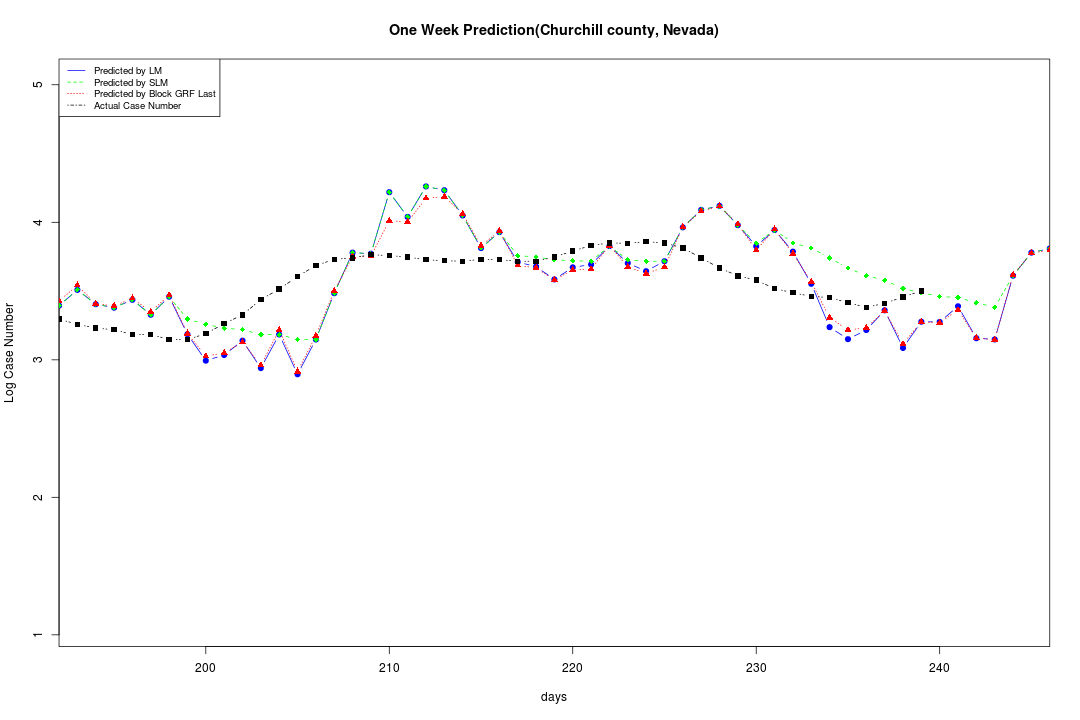 One Week Prediction(Churchill county, Nevada)
Predicted by LM
Predicted by SLM
Predicted by Block GRF Last
Actual Case Number
5
4
3
2
1
Log Case Number
200 210 220 230 240
days